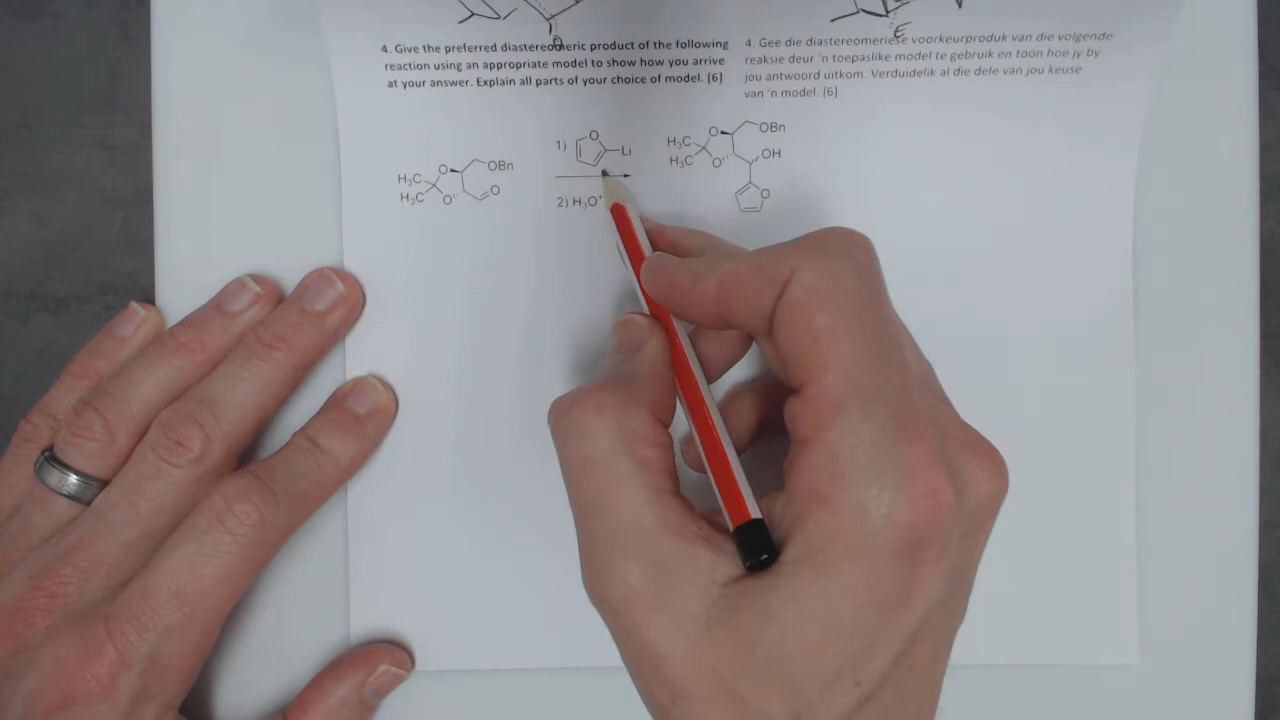 E
4. Give the preferred diastereomeric product of the following
reaction using an appropriate model to show how you arrive
at your answer. Explain all parts of your choice of model. [6]
4. Gee die diastereomeriese voorkeurproduk van die volgende
reaksie deur 'n toepaslike model te gebruik en toon hoe jy by
jou antwoord uitkom. Verduidelik al die dele van jou keuse
van 'n model. [6]
H₃C
H₃C
O
O
OBn
O
1)
O
Li
2) H₃O⁺
H₃C
H₃C
O
O
OBn
OH
O